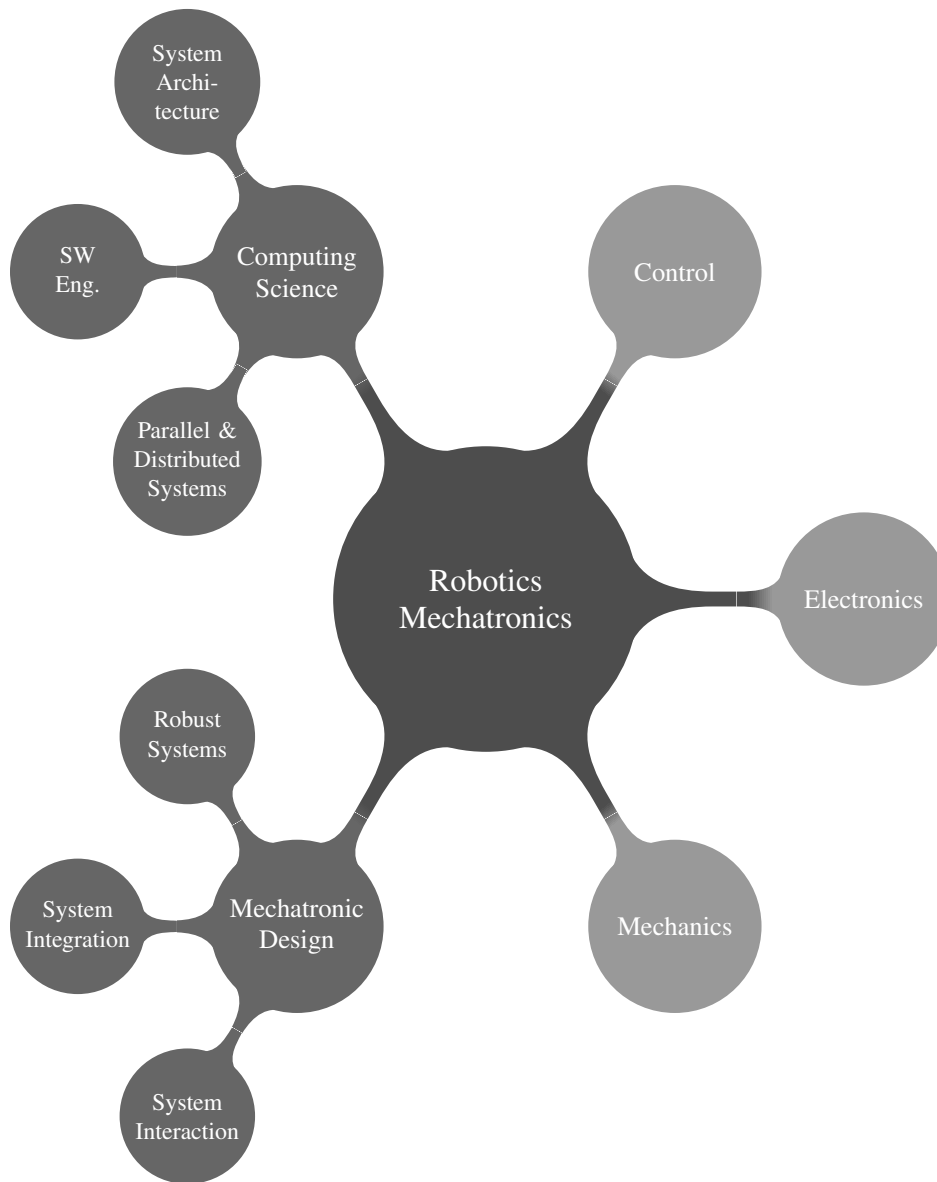 System
Archi-
tecture
SW
Eng.
Computing
Science
Control
Parallel &
Distributed
Systems
Robotics
Mechatronics
Electronics
Robust
Systems
System
Integration
Mechatronic
Design
Mechanics
System
Interaction